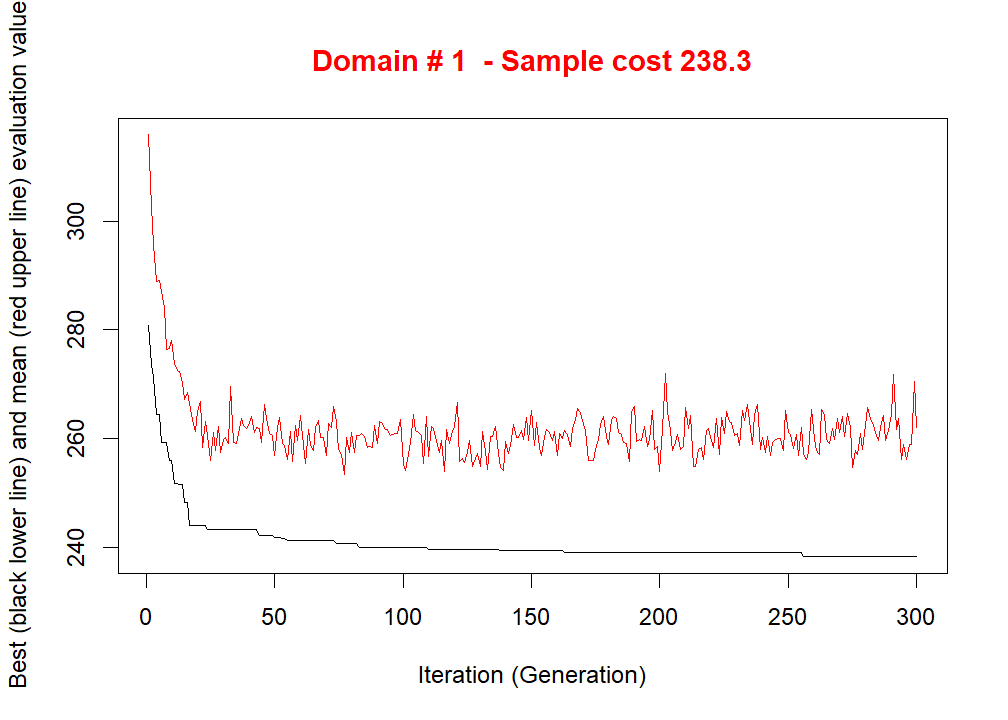 Domain # 1  - Sample cost 238.3
Best (black lower line) and mean (red upper line) evaluation value
300
280
260
240
0 50 100 150 200 250 300
Iteration (Generation)